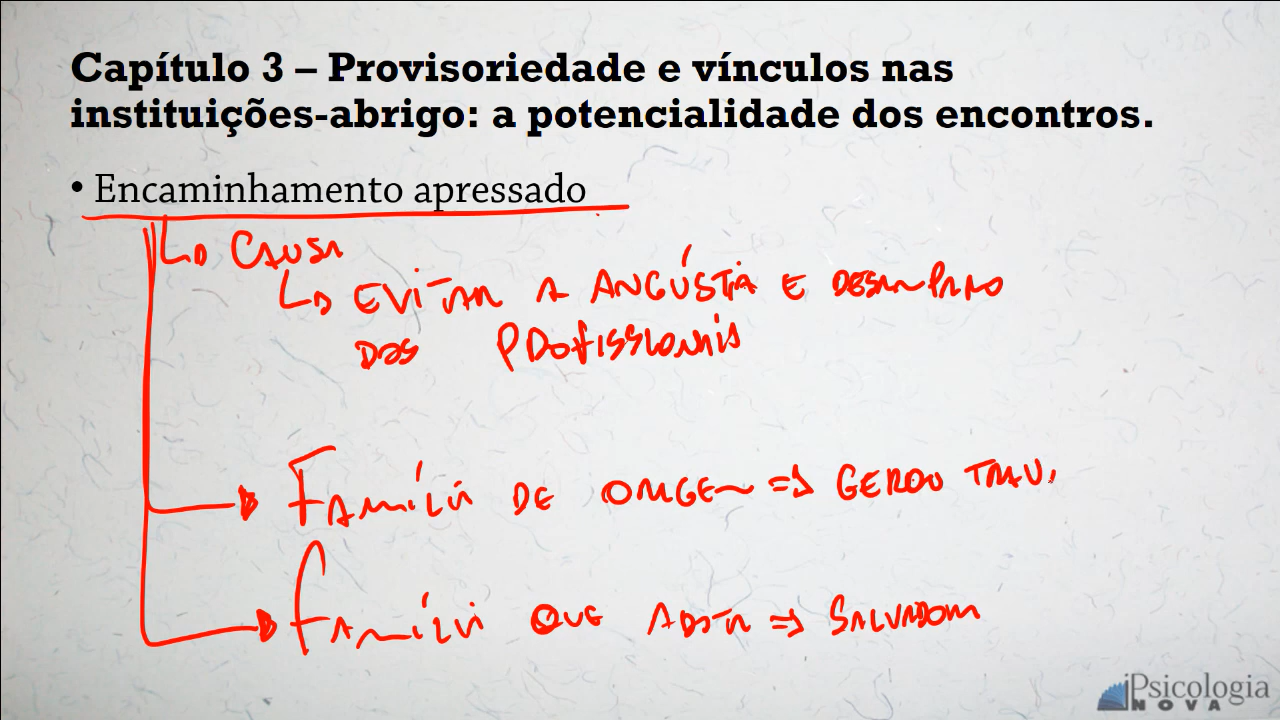 Capítulo 3 – Provisoriedade e vínculos nas
instituições-abrigo: a potencialidade dos encontros.
• Encaminhamento apressado
CAUSA
EVITAR A ANGÚSTIA E DESAMPARO
DOS PROFISSIONAIS
FAMÍLIA DE ORIGEM => GEROU TRAU.
FAMÍLIA QUE ADOTA => SALVADORA
Psicologia
NOVA